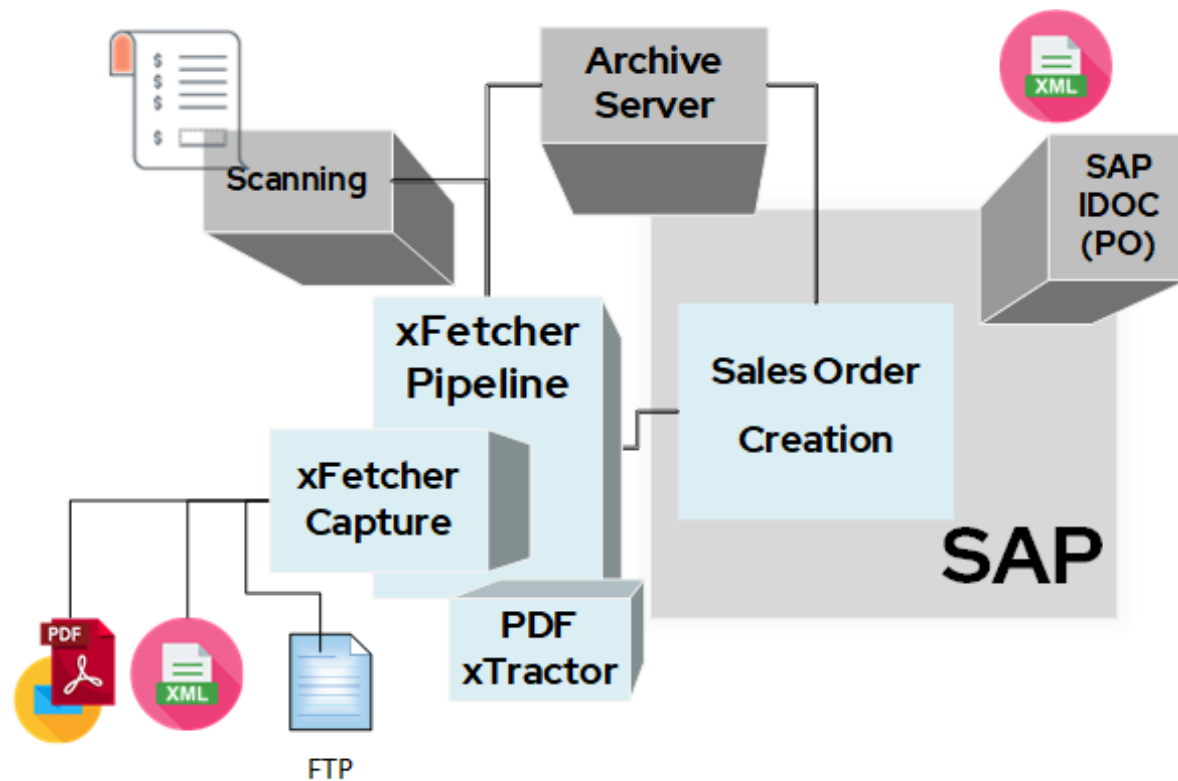 Archive
Server
XML
$
$
$
$
Scanning
SAP
IDOC
(PO)
xFetcher
Pipeline
Sales Order
Creation
xFetcher
Capture
SAP
PDF
xTractor
PDF
XML
FTP